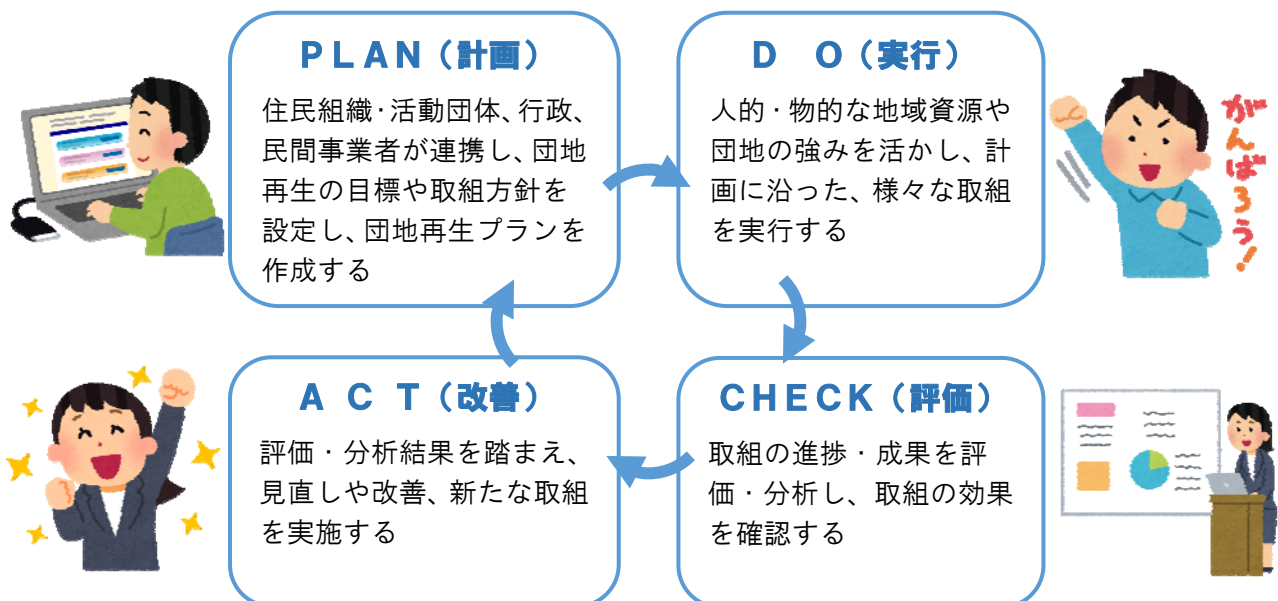 PLAN（計画）
住民組織・活動団体、行政、
民間事業者が連携し、団地
再生の目標や取組方針を
設定し、団地再生プランを
作成する
D O（実行）
人的・物的な地域資源や
団地の強みを活かし、計
画に沿った、様々な取組
を実行する
がんばろう！
A C T（改善）
評価・分析結果を踏まえ、
見直しや改善、新たな取組
を実施する
CHECK（評価）
取組の進捗・成果を評
価・分析し、取組の効果
を確認する